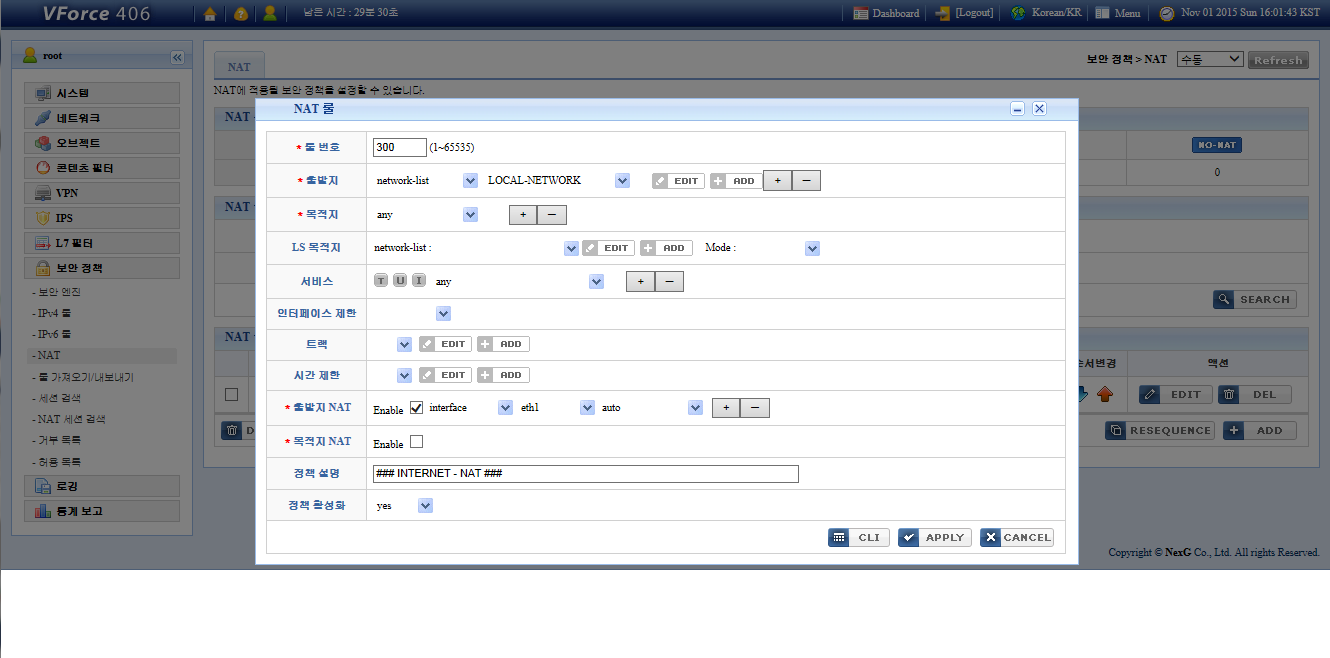 VForce 406 남은 시간 : 29분 30초 Dashboard [Logout] Korean/KR Menu Nov 01 2015 Sun 16:01:43 KST
root
시스템
네트워크
오브젝트
콘텐츠 필터
VPN
IPS
L7 필터
보안 정책
- 보안 엔진
- IPv4 룰
- IPv6 룰
- NAT
- 룰 가져오기/내보내기
- 세션 검색
- NAT 세션 검색
- 거부 목록
- 허용 목록
로깅
통계 보고
NAT
보안 정책 > NAT 수동 Refresh
NAT에 적용될 보안 정책을 설정할 수 있습니다.
NAT
NO-NAT
0
NAT
SEARCH
NAT
순서변경 액션
EDIT DEL
D
RESEQUENCE ADD
NAT 룰
* 룰 번호 300 (1~65535)
* 출발지 network-list LOCAL-NETWORK EDIT ADD + −
* 목적지 any + −
LS 목적지 network-list : EDIT ADD Mode :
서비스 T U I any + −
인터페이스 제한
트랙 EDIT ADD
시간 제한 EDIT ADD
* 출발지 NAT Enable interface eth1 auto + −
* 목적지 NAT Enable
정책 설명 ### INTERNET - NAT ###
정책 활성화 yes
CLI APPLY CANCEL
Copyright © NexG Co., Ltd. All rights Reserved.